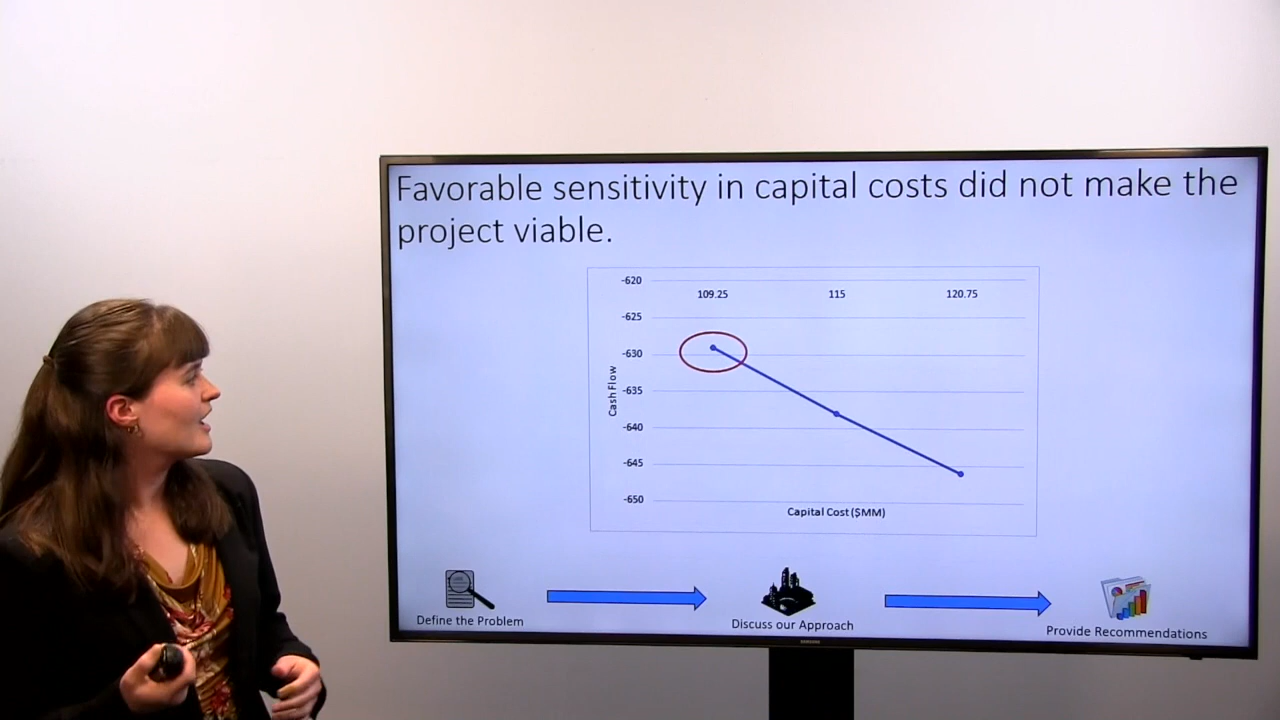 Favorable sensitivity in capital costs did not make the
project viable.
-620
109.25 115 120.75
-625
-630
-635
-640
-645
-650
Cash Flow
Capital Cost ($MM)
Define the Problem
Discuss our Approach
Provide Recommendations
SAMSUNG